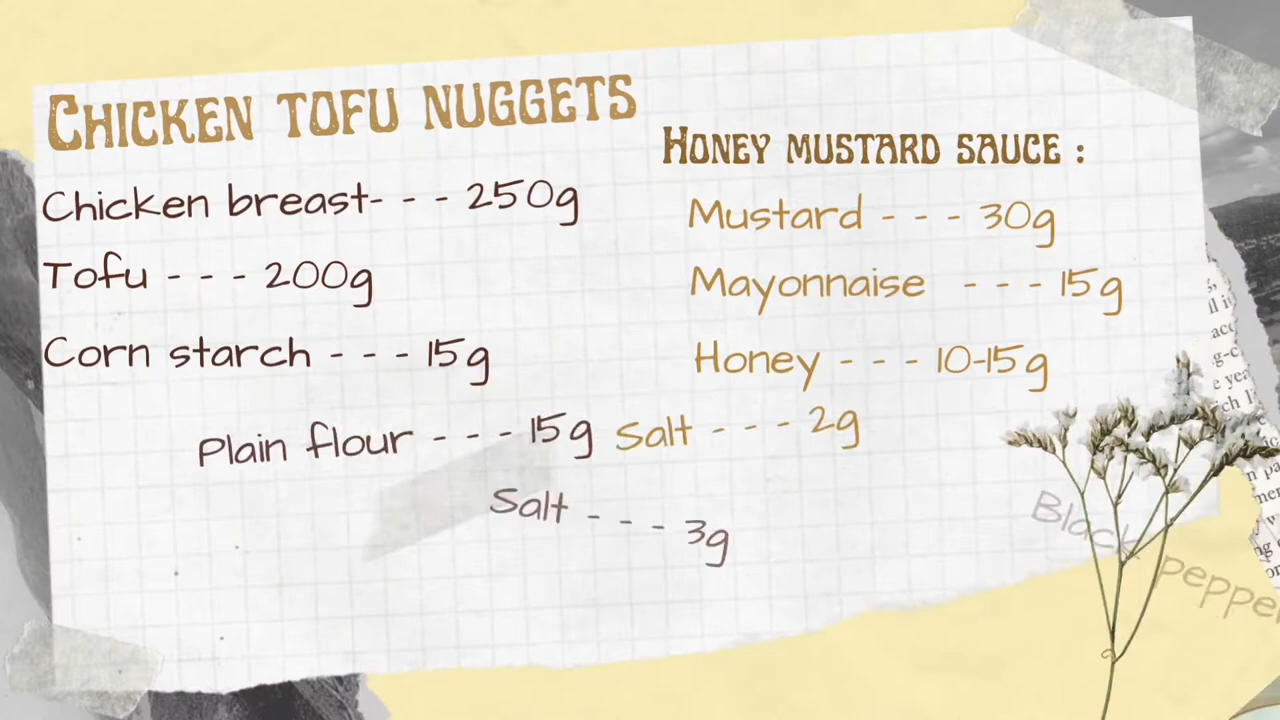 Chicken tofu nuggets
Chicken breast- - - 250g
Tofu - - - 200g
Corn starch - - - 15g
Plain flour - - - 15g
Salt - - - 3g
Honey mustard sauce :
Mustard - - - 30g
Mayonnaise - - - 15g
Honey - - - 10-15g
Salt - - - 2g
Black peppe